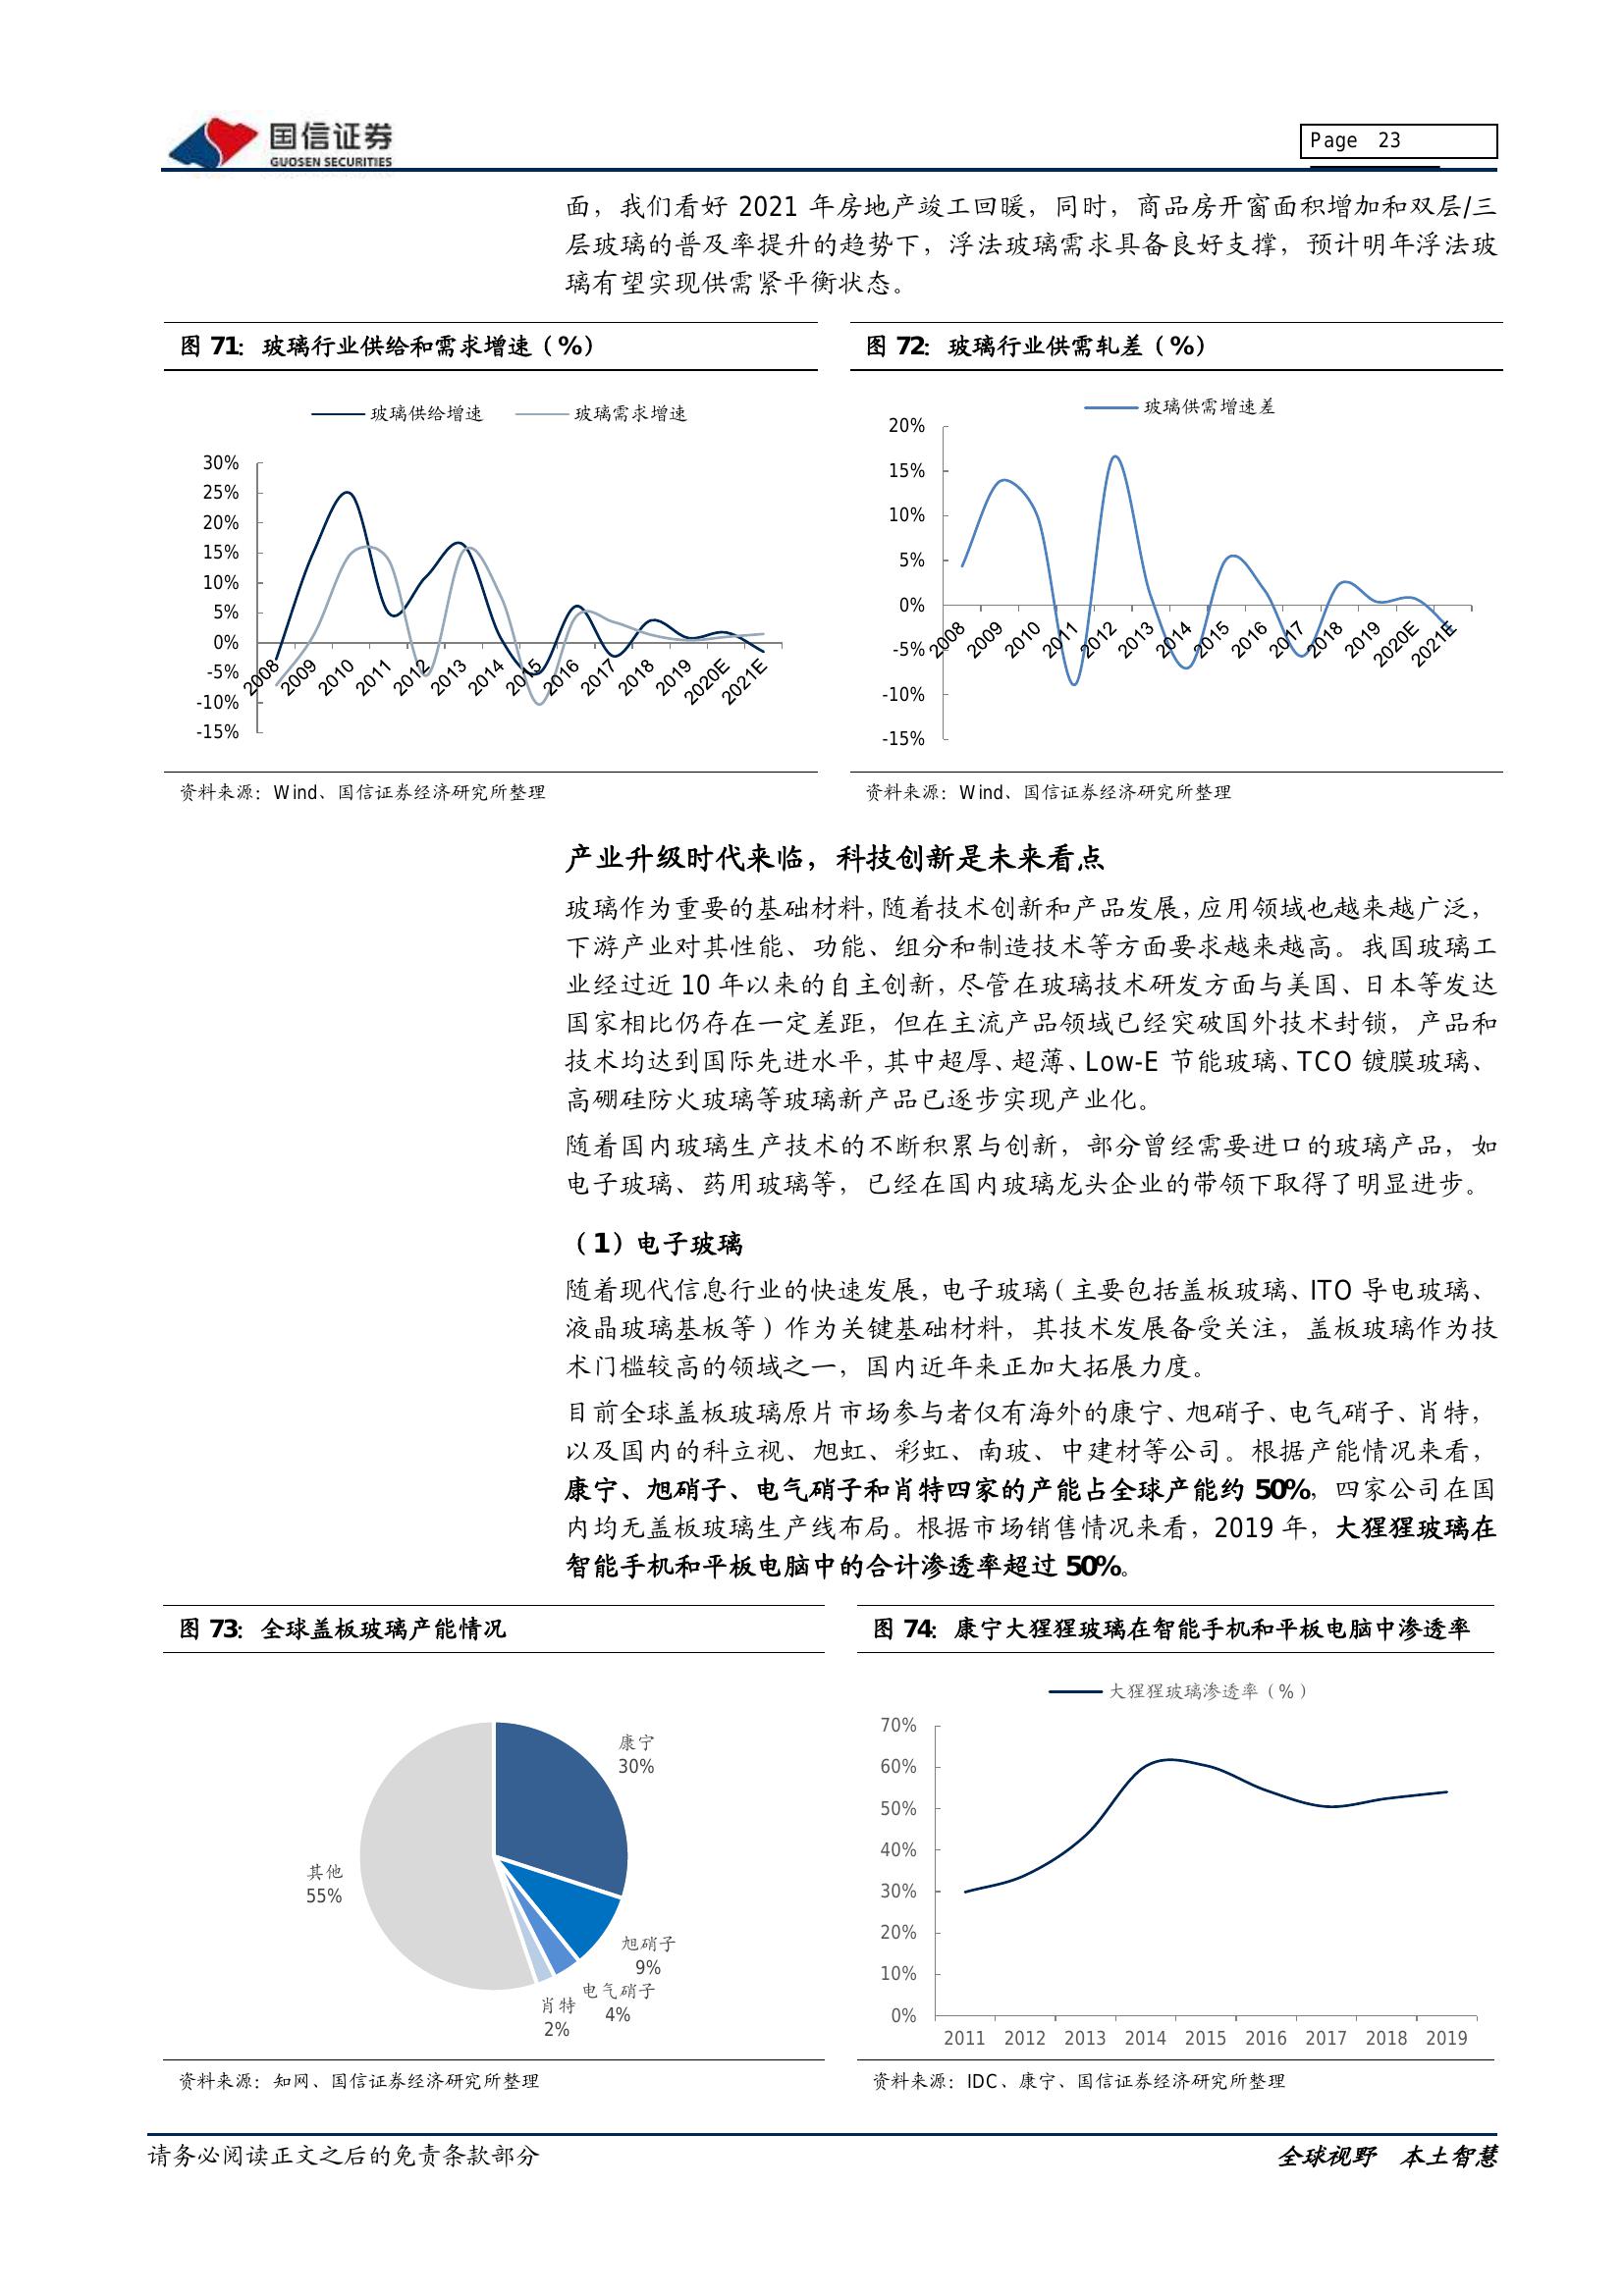 国信证券
GUOSEN SECURITIES
Page 23
面，我们看好 2021 年房地产竣工回暖，同时，商品房开窗面积增加和双层/三
层玻璃的普及率提升的趋势下，浮法玻璃需求具备良好支撑，预计明年浮法玻
璃有望实现供需紧平衡状态。
图 71：玻璃行业供给和需求增速（%）
玻璃供给增速 玻璃需求增速
30%
25%
20%
15%
10%
5%
0%
-5%
-10%
-15%
2008 2009 2010 2011 2012 2013 2014 2015 2016 2017 2018 2019 2020E 2021E
资料来源：Wind、国信证券经济研究所整理
图 72：玻璃行业供需轧差（%）
玻璃供需增速差
20%
15%
10%
5%
0%
-5%
-10%
-15%
2008 2009 2010 2011 2012 2013 2014 2015 2016 2017 2018 2019 2020E 2021E
资料来源：Wind、国信证券经济研究所整理
产业升级时代来临，科技创新是未来看点
玻璃作为重要的基础材料，随着技术创新和产品发展，应用领域也越来越广泛，
下游产业对其性能、功能、组分和制造技术等方面要求越来越高。我国玻璃工
业经过近 10 年以来的自主创新，尽管在玻璃技术研发方面与美国、日本等发达
国家相比仍存在一定差距，但在主流产品领域已经突破国外技术封锁，产品和
技术均达到国际先进水平，其中超厚、超薄、Low-E 节能玻璃、TCO 镀膜玻璃、
高硼硅防火玻璃等玻璃新产品已逐步实现产业化。
随着国内玻璃生产技术的不断积累与创新，部分曾经需要进口的玻璃产品，如
电子玻璃、药用玻璃等，已经在国内玻璃龙头企业的带领下取得了明显进步。
（1）电子玻璃
随着现代信息行业的快速发展，电子玻璃（主要包括盖板玻璃、ITO 导电玻璃、
液晶玻璃基板等）作为关键基础材料，其技术发展备受关注，盖板玻璃作为技
术门槛较高的领域之一，国内近年来正加大拓展力度。
目前全球盖板玻璃原片市场参与者仅有海外的康宁、旭硝子、电气硝子、肖特，
以及国内的科立视、旭虹、彩虹、南玻、中建材等公司。根据产能情况来看，
康宁、旭硝子、电气硝子和肖特四家的产能占全球产能约 50%，四家公司在国
内均无盖板玻璃生产线布局。根据市场销售情况来看，2019 年，大猩猩玻璃在
智能手机和平板电脑中的合计渗透率超过 50%。
图 73：全球盖板玻璃产能情况
康宁
30%
旭硝子
9%
电气硝子
4%
肖特
2%
其他
55%
资料来源：知网、国信证券经济研究所整理
图 74：康宁大猩猩玻璃在智能手机和平板电脑中渗透率
大猩猩玻璃渗透率（%）
70%
60%
50%
40%
30%
20%
10%
0%
2011 2012 2013 2014 2015 2016 2017 2018 2019
资料来源：IDC、康宁、国信证券经济研究所整理
请务必阅读正文之后的免责条款部分
全球视野 本土智慧